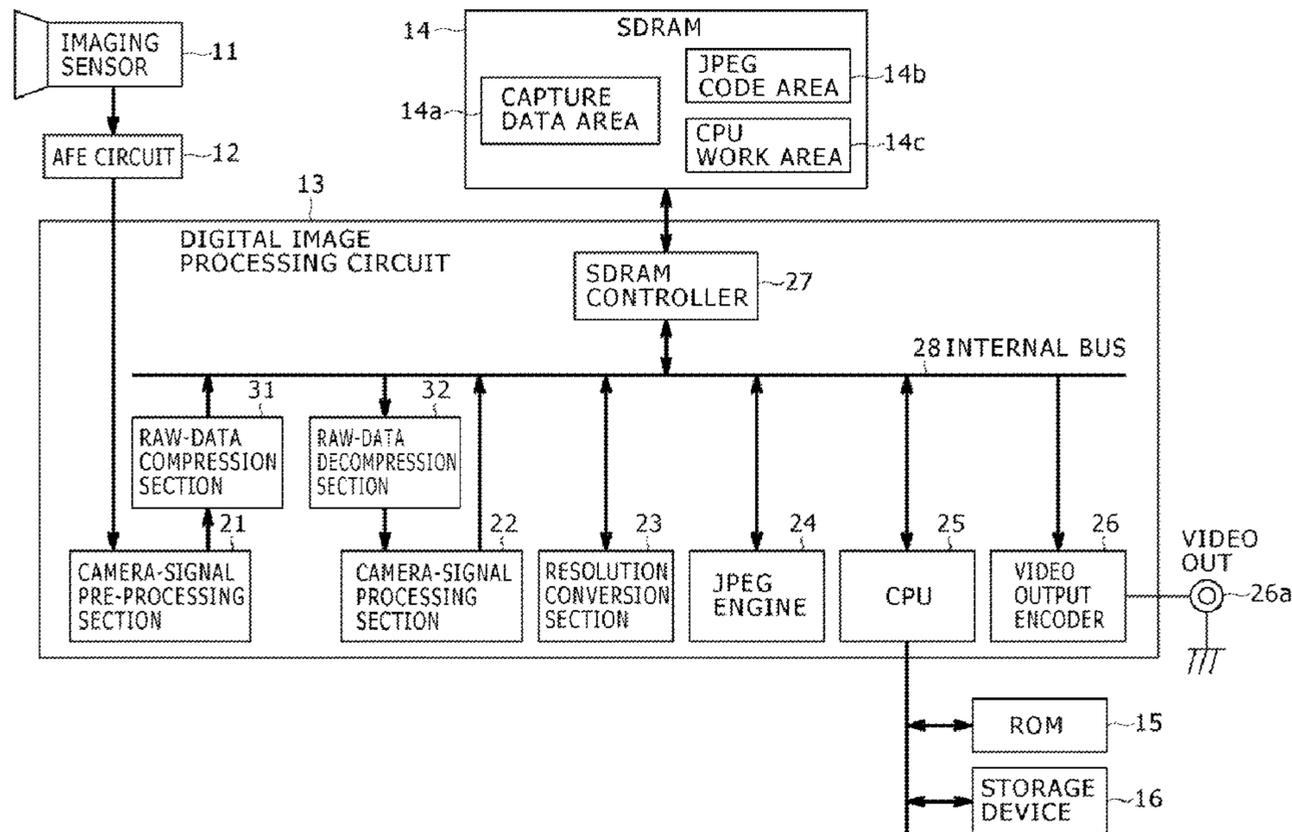 IMAGING
SENSOR
11
AFE CIRCUIT
12
14
SDRAM
14a
CAPTURE
DATA AREA
JPEG
CODE AREA
14b
CPU
WORK AREA
14c
13
DIGITAL IMAGE
PROCESSING CIRCUIT
SDRAM
CONTROLLER
27
28 INTERNAL BUS
31
RAW-DATA
COMPRESSION
SECTION
32
RAW-DATA
DECOMPRESSION
SECTION
21
CAMERA-SIGNAL
PRE-PROCESSING
SECTION
22
CAMERA-SIGNAL
PROCESSING
SECTION
23
RESOLUTION
CONVERSION
SECTION
24
JPEG
ENGINE
25
CPU
26
VIDEO
OUTPUT
ENCODER
VIDEO
OUT
26a
ROM
15
STORAGE
DEVICE
16